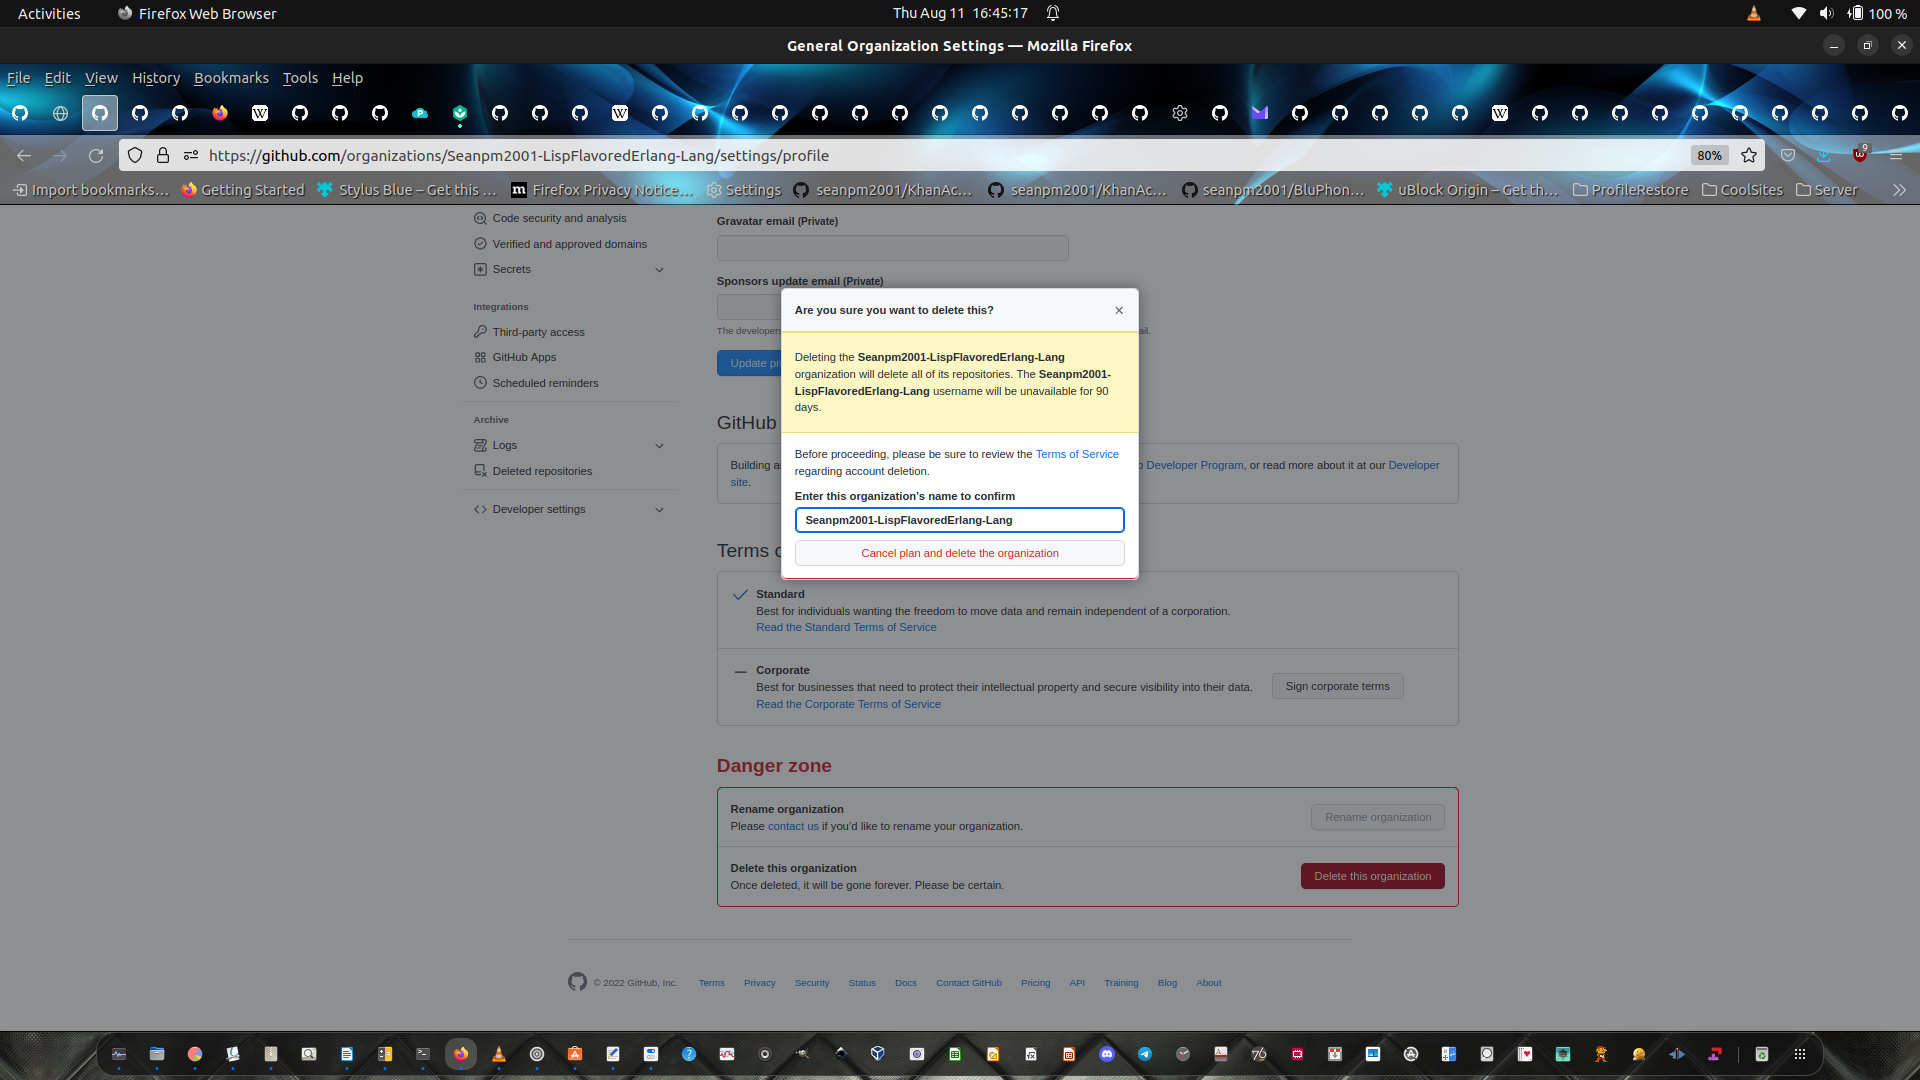 Activities
Firefox Web Browser
Thu Aug 11 16:45:17
100 %
General Organization Settings — Mozilla Firefox
File Edit View History Bookmarks Tools Help
https://github.com/organizations/Seanpm2001-LispFlavoredErlang-Lang/settings/profile
80%
9
Import bookmarks…
Getting Started
Stylus Blue – Get this …
Firefox Privacy Notice…
Settings
seanpm2001/KhanAc…
seanpm2001/KhanAc…
seanpm2001/BluPhon…
uBlock Origin – Get th…
ProfileRestore
CoolSites
Server
Code security and analysis
Verified and approved domains
Secrets
Integrations
Third-party access
GitHub Apps
Scheduled reminders
Archive
Logs
Deleted repositories
Developer settings
Gravatar email (Private)
Sponsors update email (Private)
The developer
ail.
Update pr
Are you sure you want to delete this?
Deleting the Seanpm2001-LispFlavoredErlang-Lang
organization will delete all of its repositories. The Seanpm2001-
LispFlavoredErlang-Lang username will be unavailable for 90
days.
Before proceeding, please be sure to review the Terms of Service
regarding account deletion.
Enter this organization's name to confirm
Seanpm2001-LispFlavoredErlang-Lang
Cancel plan and delete the organization
GitHub
Building a
Developer Program, or read more about it at our Developer
site.
Terms o
Standard
Best for individuals wanting the freedom to move data and remain independent of a corporation.
Read the Standard Terms of Service
Corporate
Best for businesses that need to protect their intellectual property and secure visibility into their data.
Read the Corporate Terms of Service
Sign corporate terms
Danger zone
Rename organization
Please contact us if you'd like to rename your organization.
Rename organization
Delete this organization
Once deleted, it will be gone forever. Please be certain.
Delete this organization
© 2022 GitHub, Inc.
Terms
Privacy
Security
Status
Docs
Contact GitHub
Pricing
API
Training
Blog
About